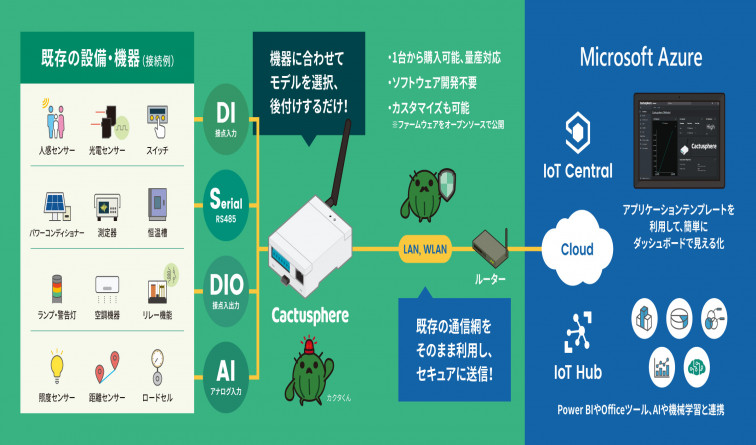 既存の設備・機器(接続例)
人感センサー
光電センサー
スイッチ
パワーコンディショナー
測定器
恒温槽
ランプ・警告灯
空調機器
リレー機能
照度センサー
距離センサー
ロードセル
DI
接点入力
Serial
RS485
DIO
接点入出力
AI
アナログ入力
機器に合わせて
モデルを選択、
後付けするだけ!
Cactusphere
カクタくん
・1台から購入可能、量産対応
・ソフトウェア開発不要
・カスタマイズも可能
※ファームウェアをオープンソースで公開
LAN, WLAN
ルーター
既存の通信網を
そのまま利用し、
セキュアに送信!
Microsoft Azure
IoT Central
Cactusphere
High
アプリケーションテンプレートを
利用して、簡単に
ダッシュボードで見える化
Cloud
IoT Hub
Power BIやOfficeツール、AIや機械学習と連携